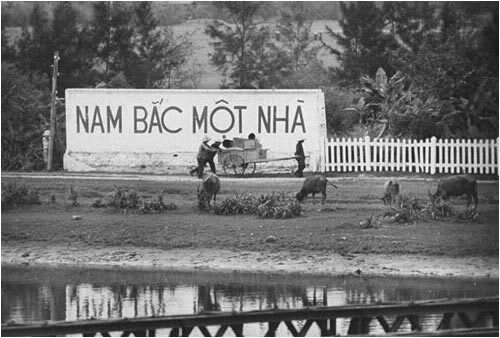 NAM BẮC MỘT NHÀ